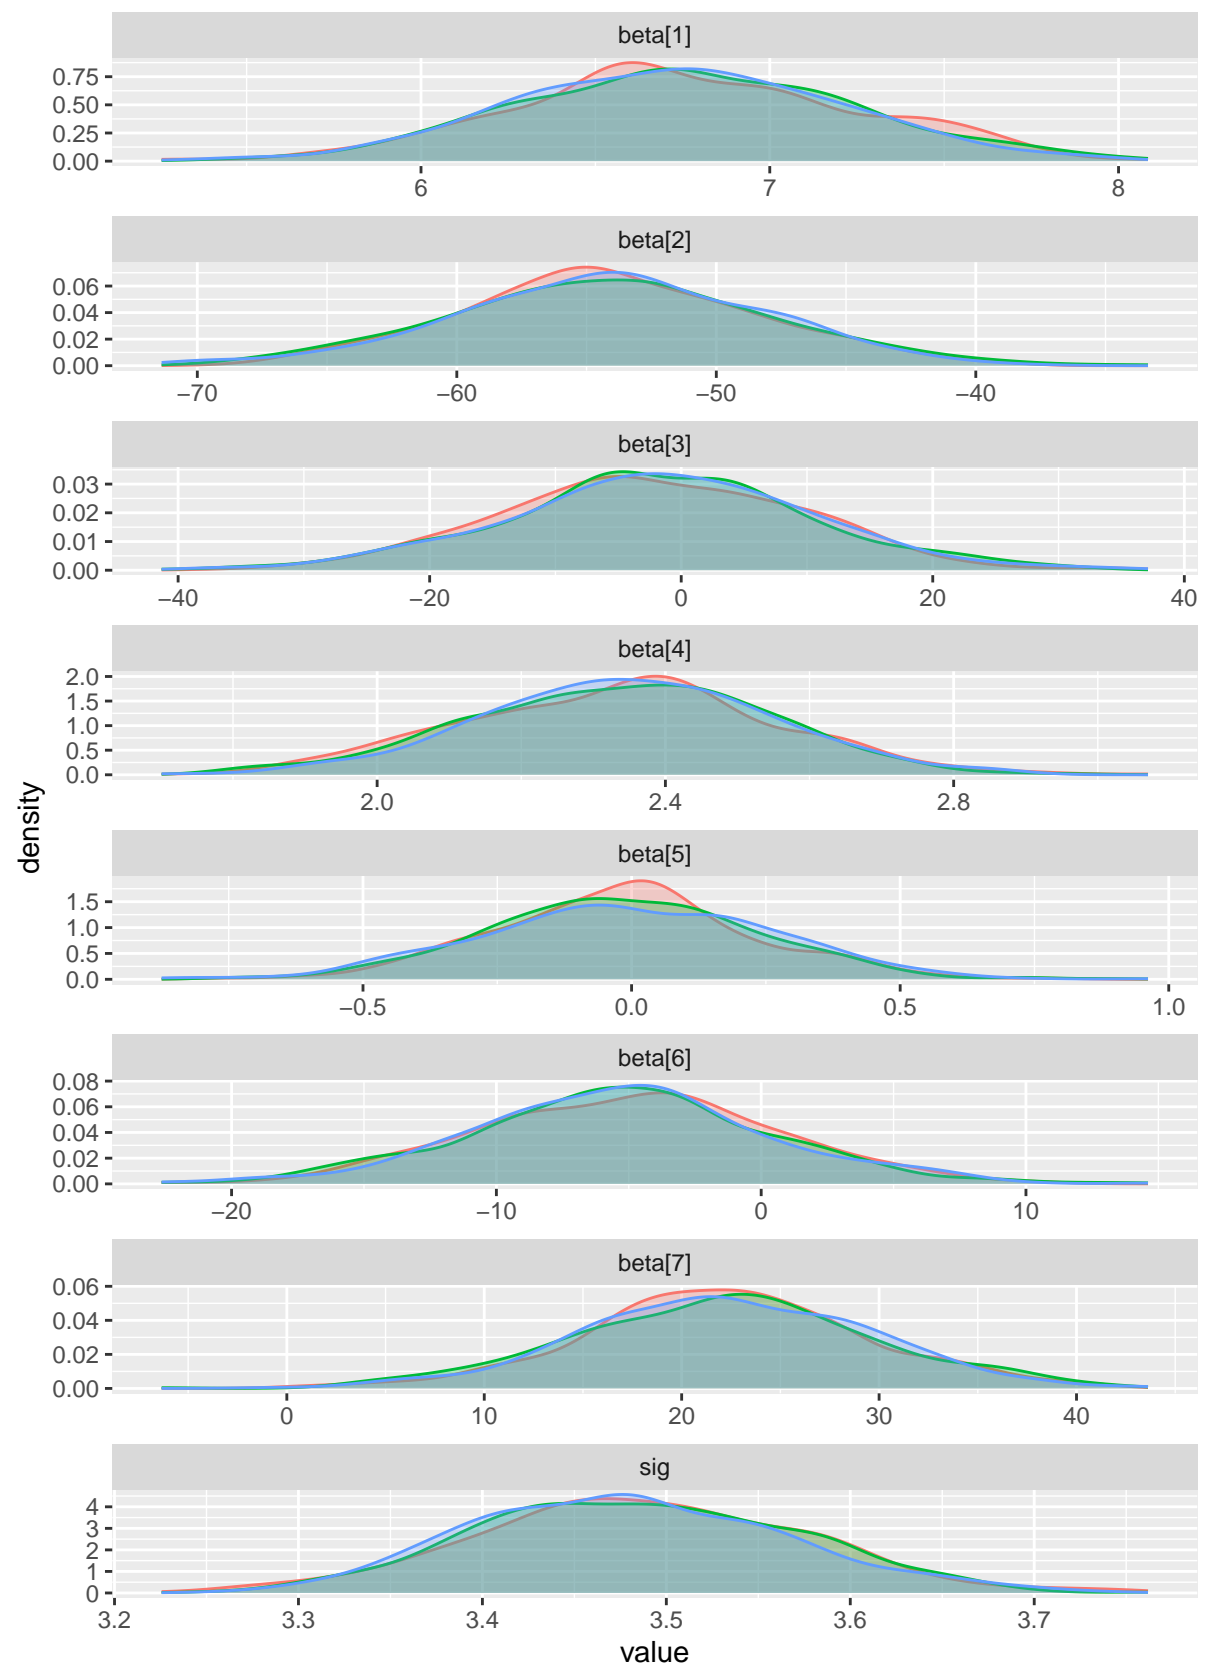 beta[1]
0.75
0.50
0.25
0.00
6 7 8
beta[2]
0.06
0.04
0.02
0.00
−70 −60 −50 −40
beta[3]
0.03
0.02
0.01
0.00
−40 −20 0 20 40
beta[4]
2.0
1.5
1.0
0.5
0.0
2.0 2.4 2.8
density
beta[5]
1.5
1.0
0.5
0.0
−0.5 0.0 0.5 1.0
beta[6]
0.08
0.06
0.04
0.02
0.00
−20 −10 0 10
beta[7]
0.06
0.04
0.02
0.00
0 10 20 30 40
sig
4
3
2
1
0
3.2 3.3 3.4 3.5 3.6 3.7
value